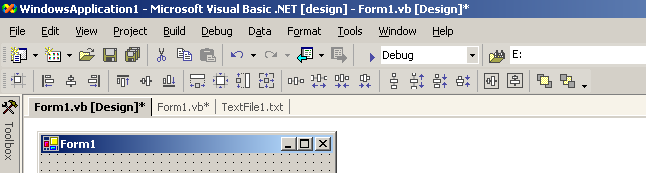 WindowsApplication1 - Microsoft Visual Basic .NET [design] - Form1.vb [Design]*
File Edit View Project Build Debug Data Format Tools Window Help
Debug E:
Form1.vb [Design]* Form1.vb* TextFile1.txt
Toolbox
Form1